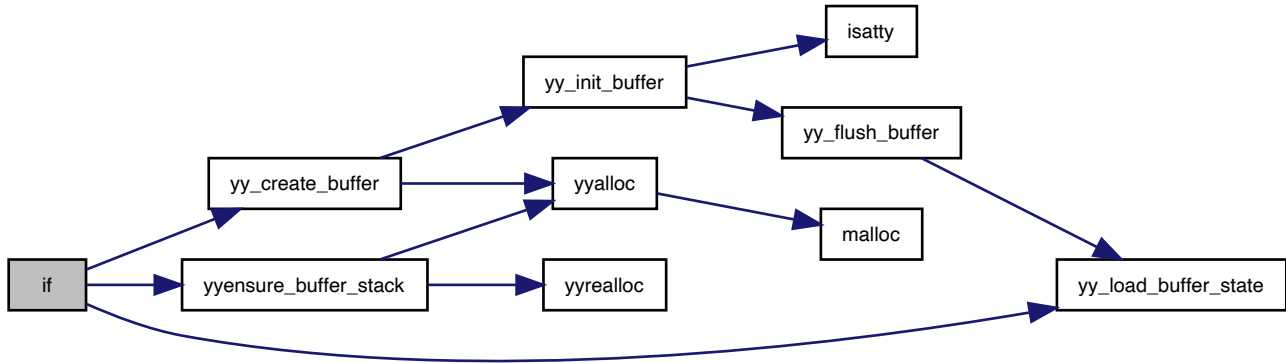 isatty
yy_init_buffer
yy_flush_buffer
yy_create_buffer
yyalloc
malloc
if
yyensure_buffer_stack
yyrealloc
yy_load_buffer_state